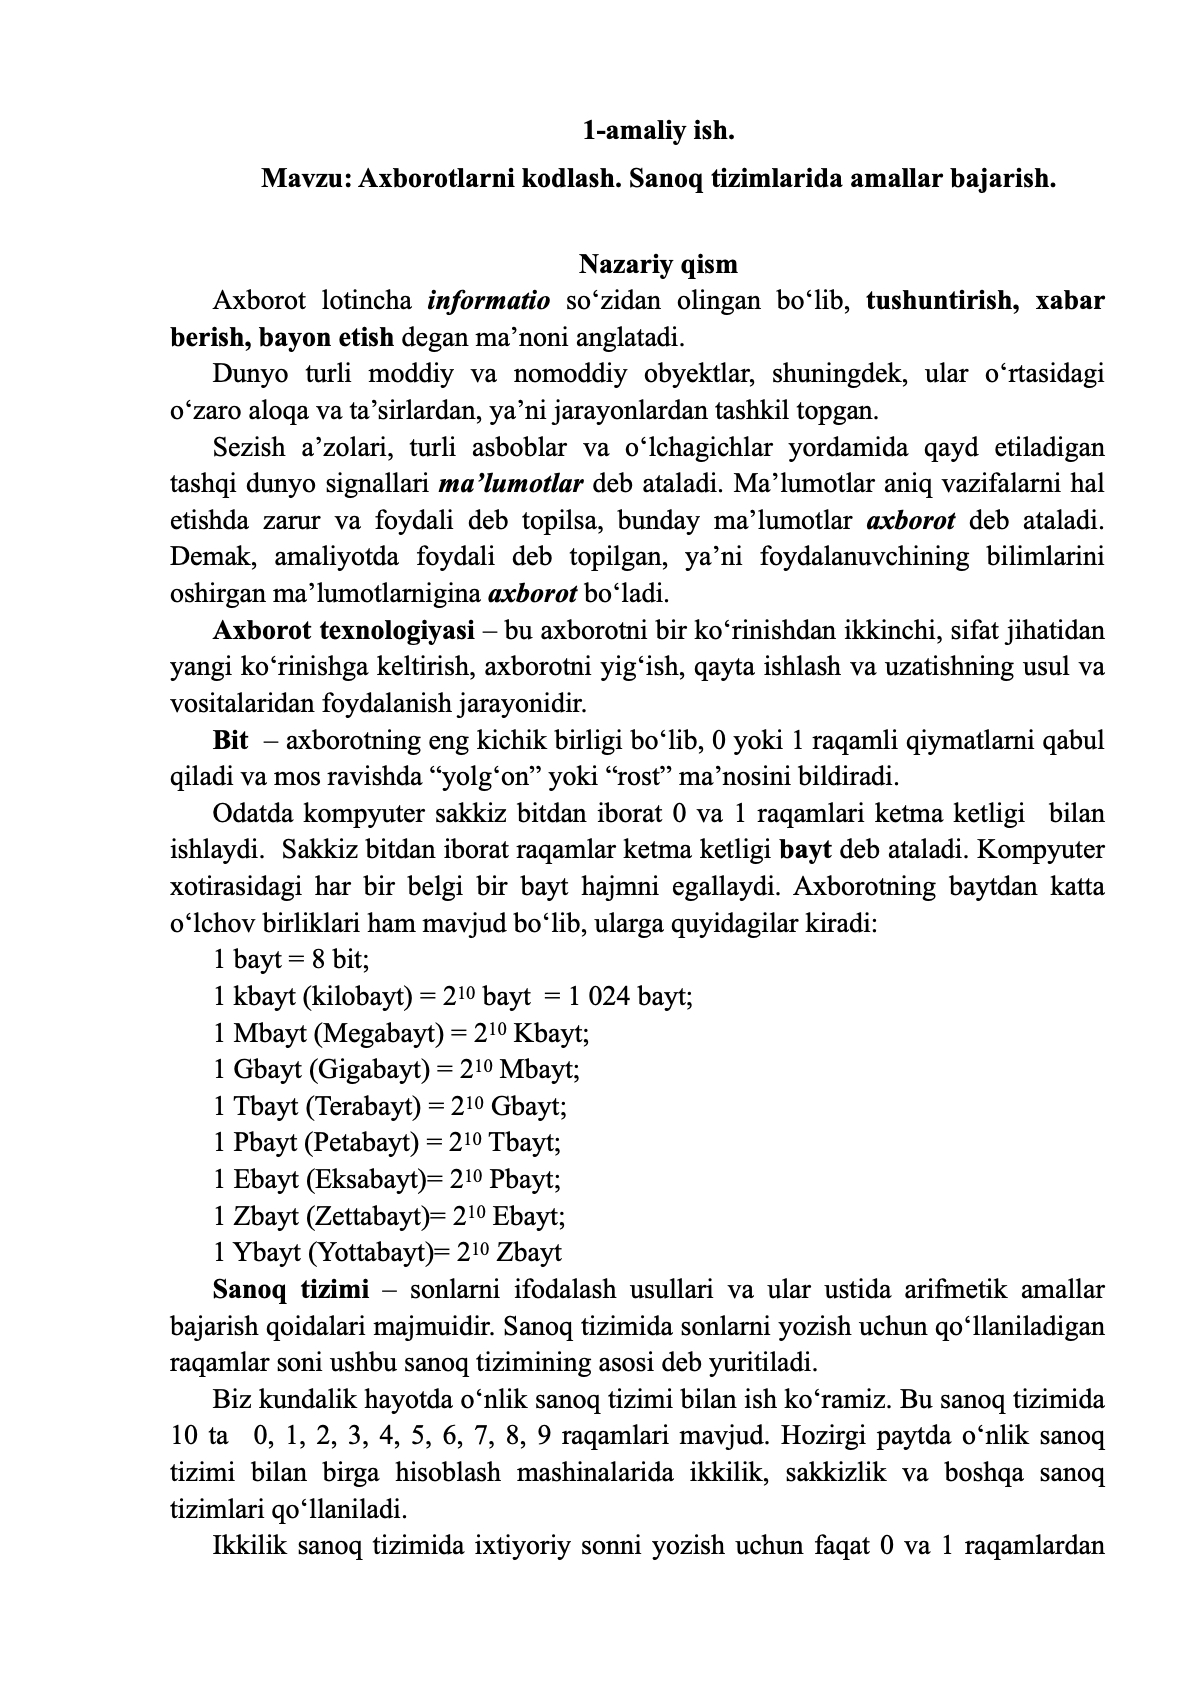 1-amaliy ish.
Mavzu: Axborotlarni kodlash. Sanoq tizimlarida amallar bajarish.
Nazariy qism
Axborot lotincha informatio so‘zidan olingan bo‘lib, tushuntirish, xabar
berish, bayon etish degan ma’noni anglatadi.
Dunyo turli moddiy va nomoddiy obyektlar, shuningdek, ular o‘rtasidagi
o‘zaro aloqa va ta’sirlardan, ya’ni jarayonlardan tashkil topgan.
Sezish a’zolari, turli asboblar va o‘lchagichlar yordamida qayd etiladigan
tashqi dunyo signallari ma’lumotlar deb ataladi. Ma’lumotlar aniq vazifalarni hal
etishda zarur va foydali deb topilsa, bunday ma’lumotlar axborot deb ataladi.
Demak, amaliyotda foydali deb topilgan, ya’ni foydalanuvchining bilimlarini
oshirgan ma’lumotlarnigina axborot bo‘ladi.
Axborot texnologiyasi – bu axborotni bir ko‘rinishdan ikkinchi, sifat jihatidan
yangi ko‘rinishga keltirish, axborotni yig‘ish, qayta ishlash va uzatishning usul va
vositalaridan foydalanish jarayonidir.
Bit – axborotning eng kichik birligi bo‘lib, 0 yoki 1 raqamli qiymatlarni qabul
qiladi va mos ravishda “yolg‘on” yoki “rost” ma’nosini bildiradi.
Odatda kompyuter sakkiz bitdan iborat 0 va 1 raqamlari ketma ketligi bilan
ishlaydi. Sakkiz bitdan iborat raqamlar ketma ketligi bayt deb ataladi. Kompyuter
xotirasidagi har bir belgi bir bayt hajmni egallaydi. Axborotning baytdan katta
o‘lchov birliklari ham mavjud bo‘lib, ularga quyidagilar kiradi:
1 bayt = 8 bit;
1 kbayt (kilobayt) = 2¹⁰ bayt = 1 024 bayt;
1 Mbayt (Megabayt) = 2¹⁰ Kbayt;
1 Gbayt (Gigabayt) = 2¹⁰ Mbayt;
1 Tbayt (Terabayt) = 2¹⁰ Gbayt;
1 Pbayt (Petabayt) = 2¹⁰ Tbayt;
1 Ebayt (Eksabayt)= 2¹⁰ Pbayt;
1 Zbayt (Zettabayt)= 2¹⁰ Ebayt;
1 Ybayt (Yottabayt)= 2¹⁰ Zbayt
Sanoq tizimi – sonlarni ifodalash usullari va ular ustida arifmetik amallar
bajarish qoidalari majmuidir. Sanoq tizimida sonlarni yozish uchun qo‘llaniladigan
raqamlar soni ushbu sanoq tizimining asosi deb yuritiladi.
Biz kundalik hayotda o‘nlik sanoq tizimi bilan ish ko‘ramiz. Bu sanoq tizimida
10 ta 0, 1, 2, 3, 4, 5, 6, 7, 8, 9 raqamlari mavjud. Hozirgi paytda o‘nlik sanoq
tizimi bilan birga hisoblash mashinalarida ikkilik, sakkizlik va boshqa sanoq
tizimlari qo‘llaniladi.
Ikkilik sanoq tizimida ixtiyoriy sonni yozish uchun faqat 0 va 1 raqamlardan